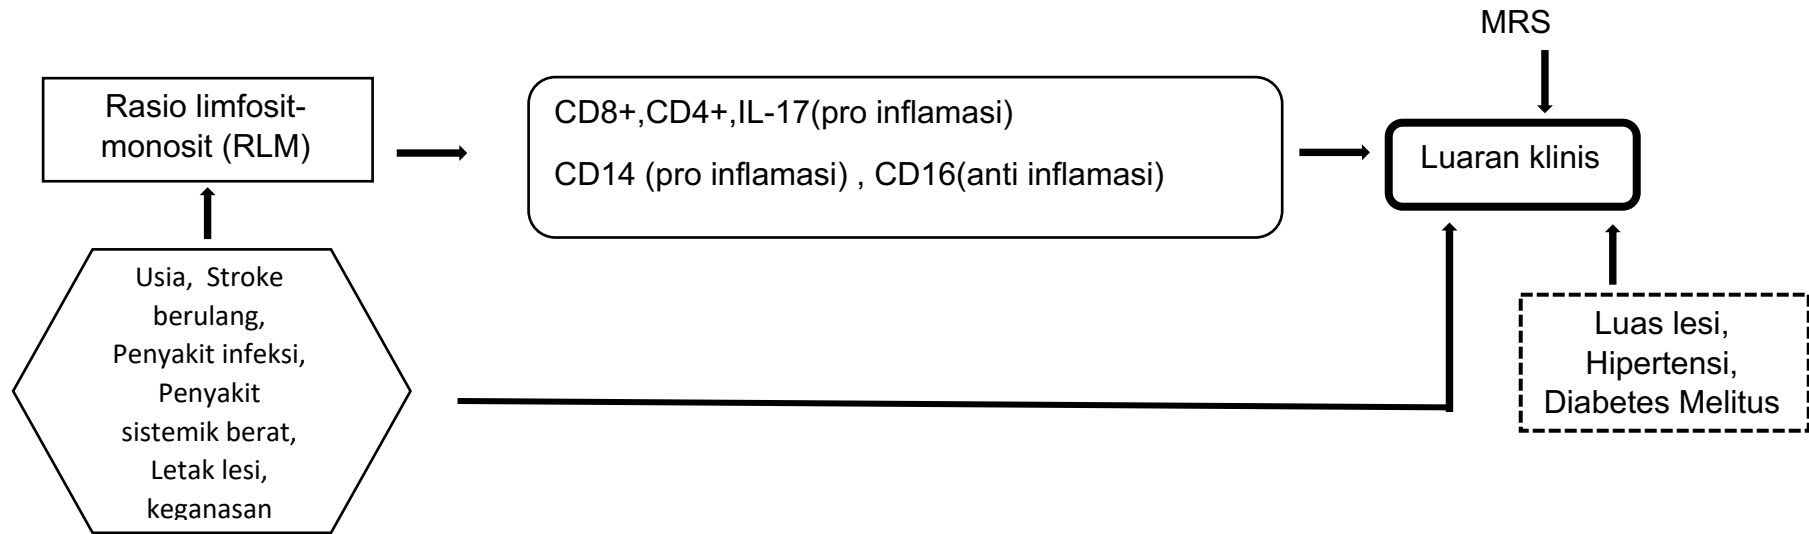 MRS
Rasio limfosit-
monosit (RLM)
CD8+,CD4+,IL-17(pro inflamasi)
CD14 (pro inflamasi) , CD16(anti inflamasi)
Luaran klinis
Usia, Stroke
berulang,
Penyakit infeksi,
Penyakit
sistemik berat,
Letak lesi,
keganasan
Luas lesi,
Hipertensi,
Diabetes Melitus